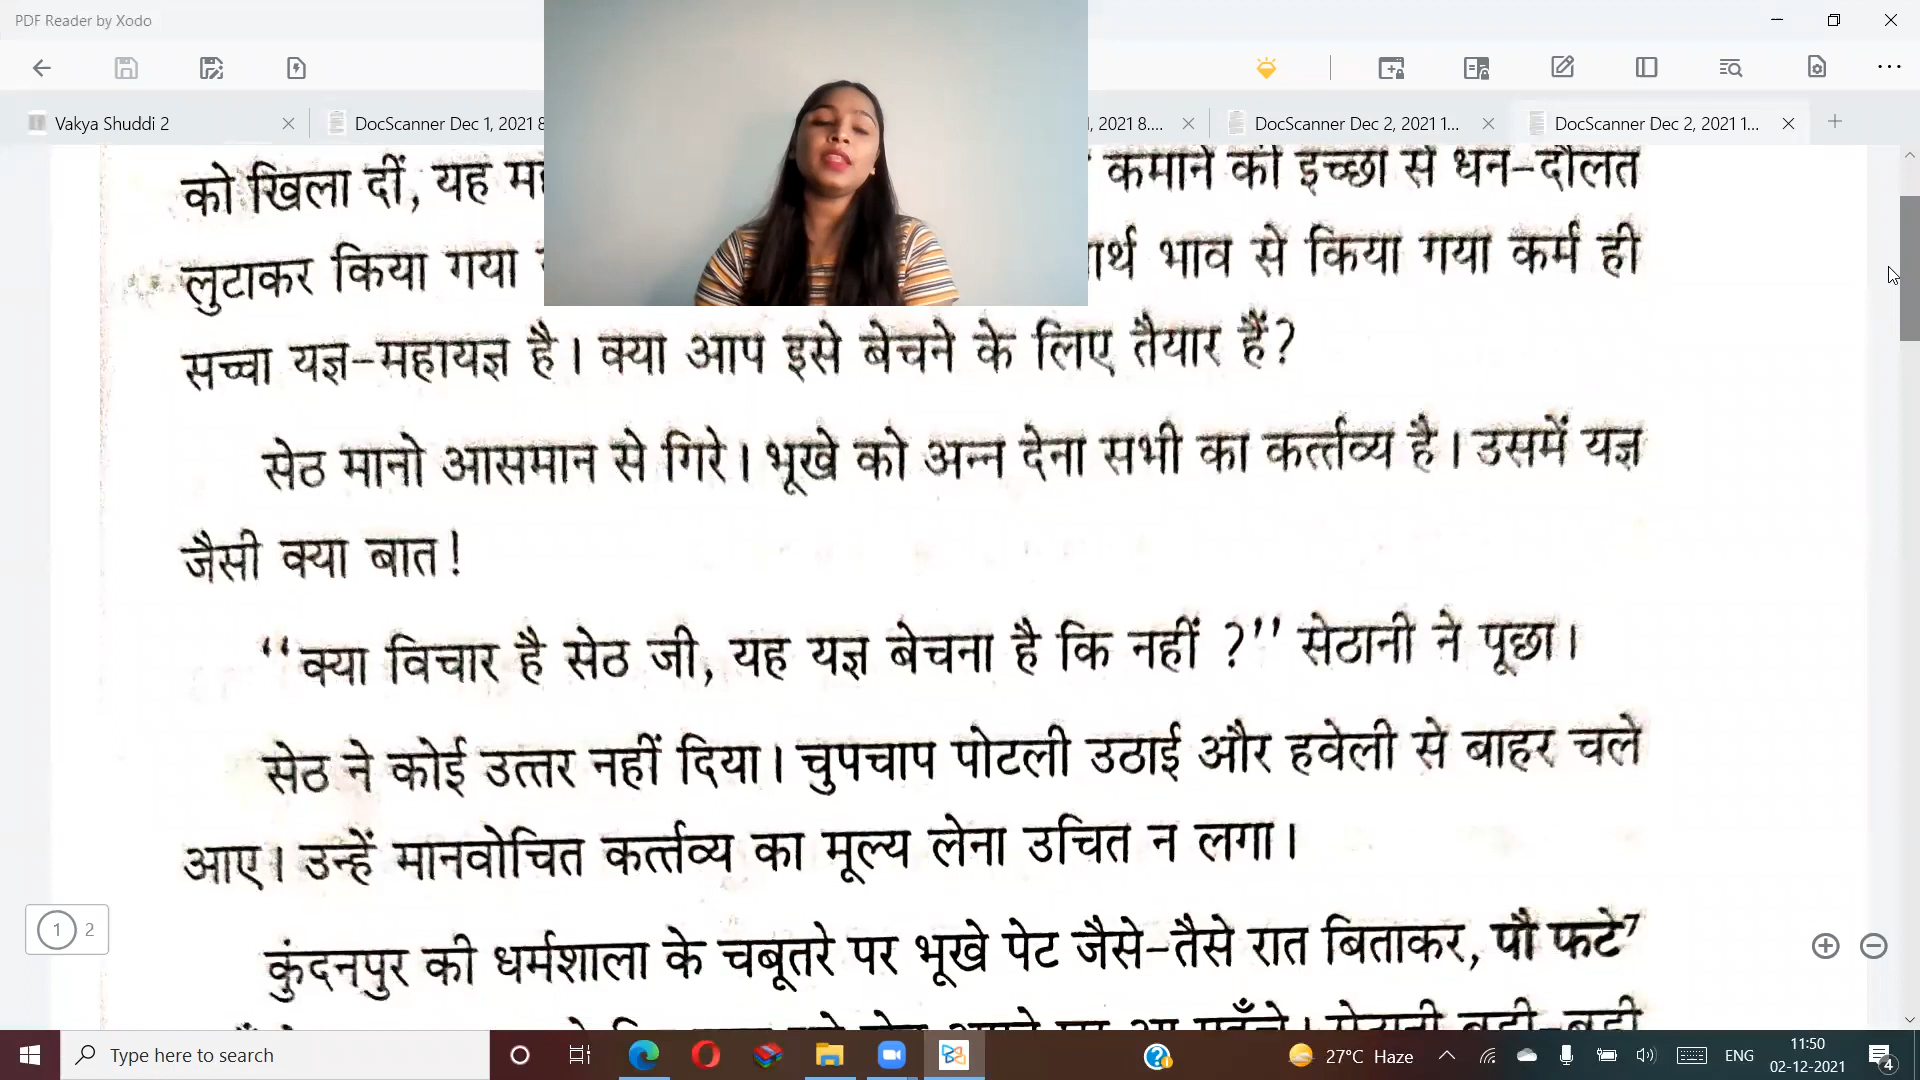 PDF Reader by Xodo
Vakya Shuddi 2
DocScanner Dec 1, 2021 8
, 2021 8....
DocScanner Dec 2, 2021 1...
DocScanner Dec 2, 2021 1...
को खिला दीं, यह कमाने की इच्छा से धन-दौलत
लुटाकर किया गया भाव से किया गया कर्म ही
सच्चा यज्ञ-महायज्ञ है। क्या आप इसे बेचने के लिए तैयार हैं?
सेठ मानो आसमान से गिरे। भूखे को अन्न देना सभी का कर्त्तव्य है। उसमें यज्ञ
जैसी क्या बात!
“क्या विचार है सेठ जी, यह यज्ञ बेचना है कि नहीं ?” सेठानी ने पूछा।
सेठ ने कोई उत्तर नहीं दिया। चुपचाप पोटली उठाई और हवेली से बाहर चले
आए। उन्हें मानवोचित कर्त्तव्य का मूल्य लेना उचित न लगा।
कुंदनपुर की धर्मशाला के चबूतरे पर भूखे पेट जैसे-तैसे रात बिताकर, पौ फटे⁷
1 2
Type here to search
27°C Haze
ENG
11:50
02-12-2021
4